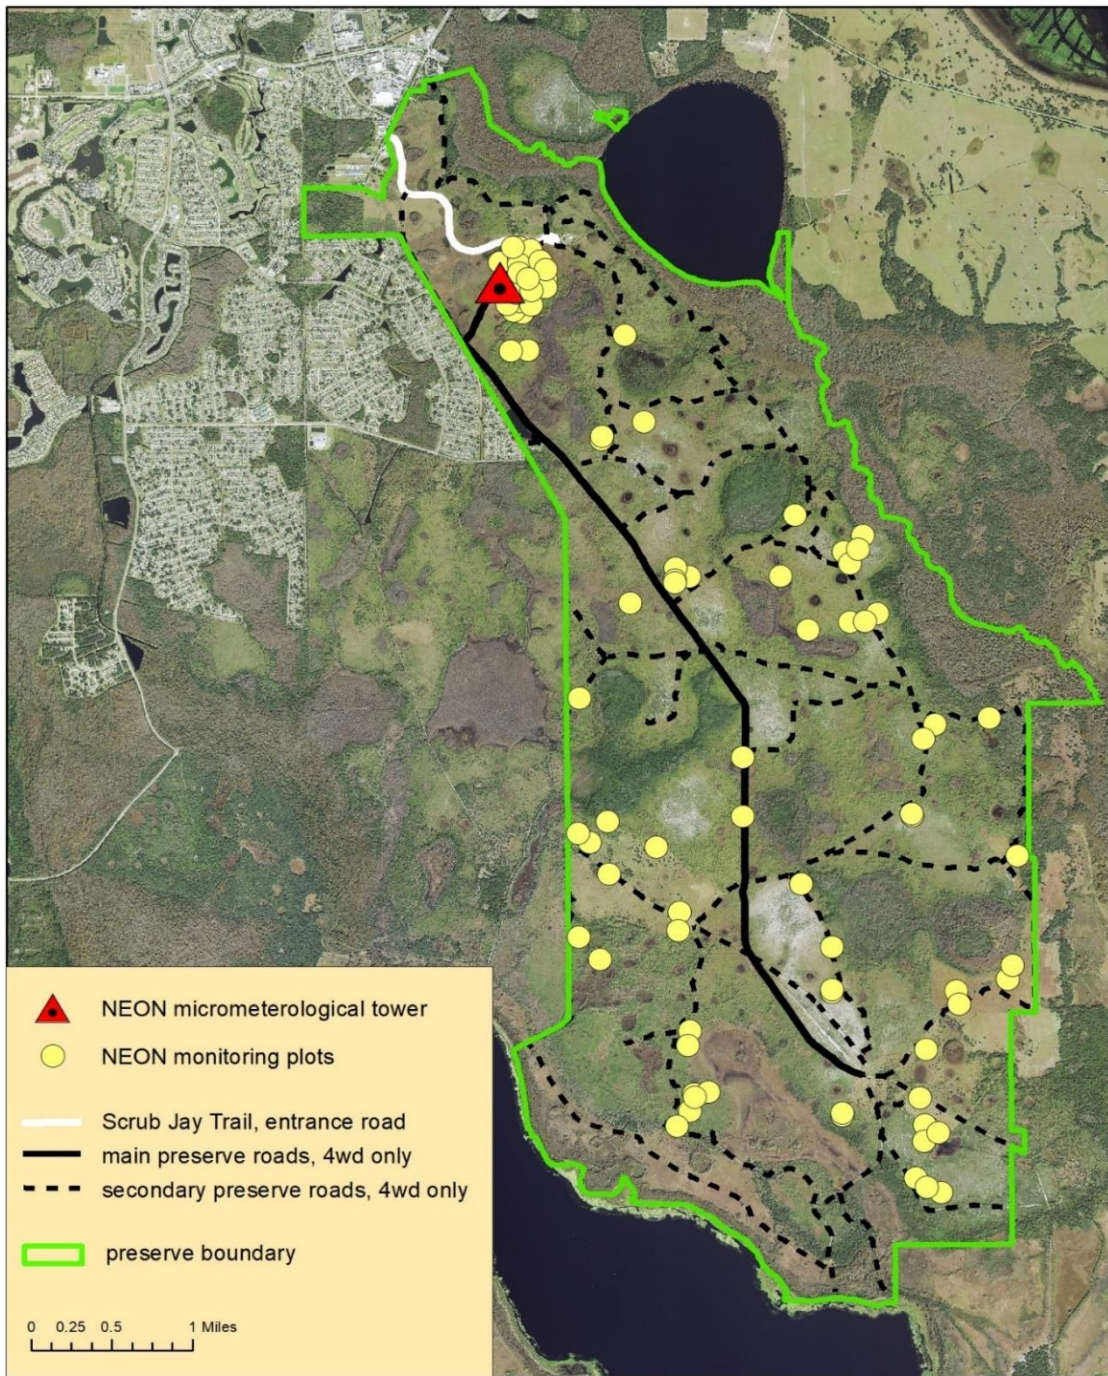 NEON micrometerological tower
NEON monitoring plots
Scrub Jay Trail, entrance road
main preserve roads, 4wd only
secondary preserve roads, 4wd only
preserve boundary
0 0.25 0.5 1 Miles